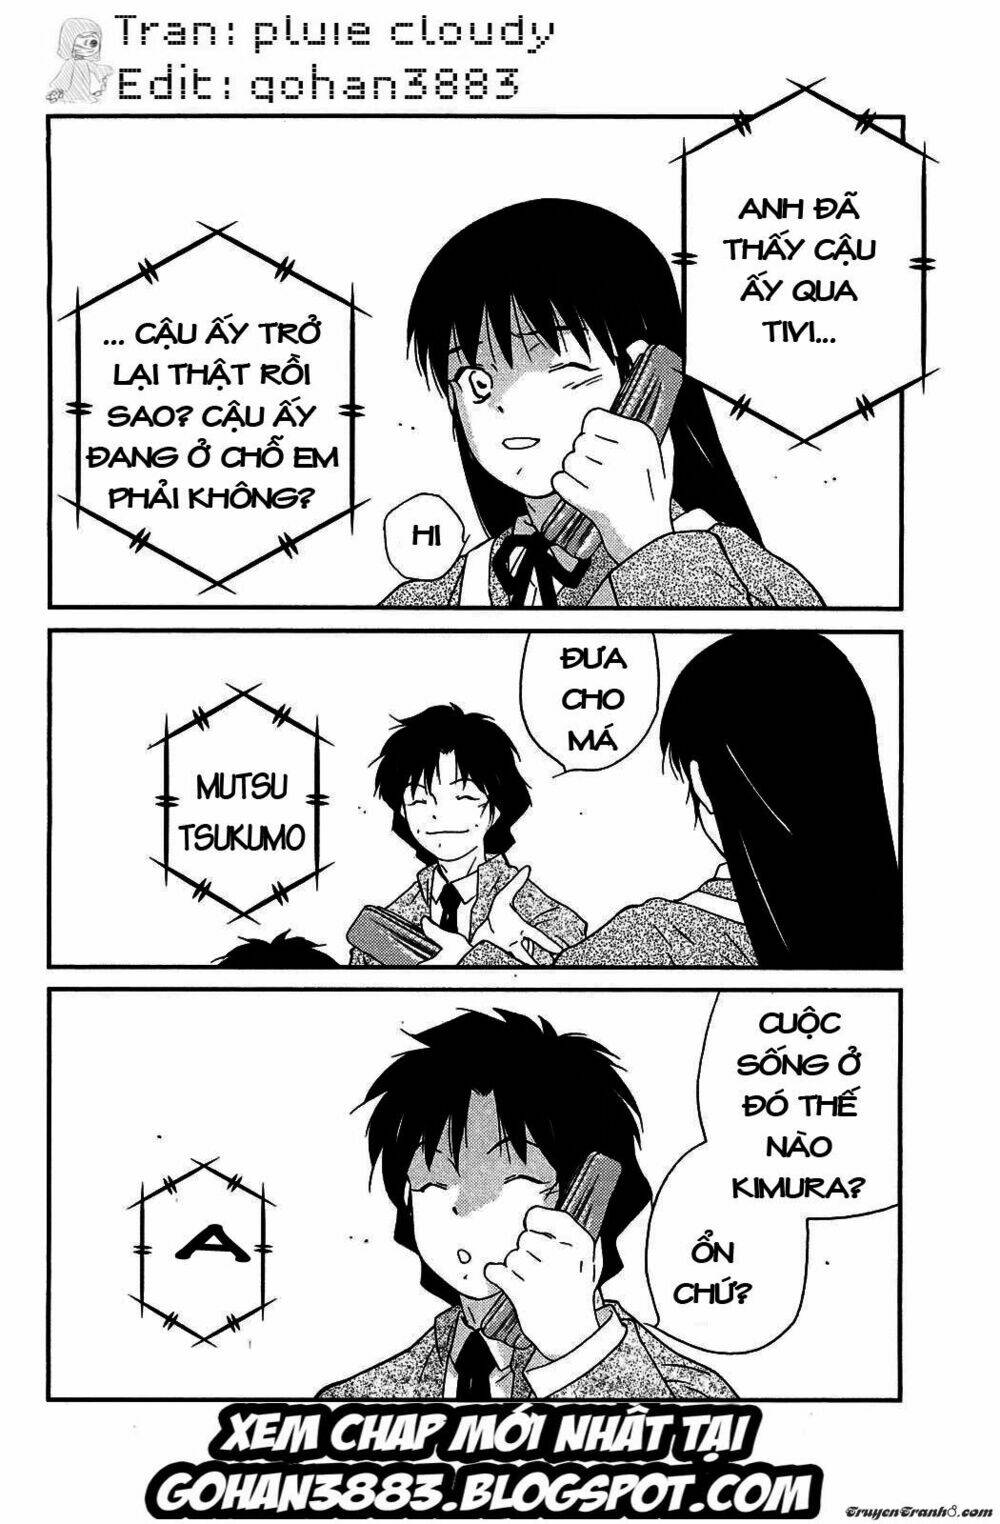 Tran: pluie cloudy
Edit: gohan3883
ANH ĐÃ
THẤY CẬU
ẤY QUA
TIVI...
... CẬU ẤY TRỞ
LẠI THẬT RỒI
SAO? CẬU ẤY
ĐANG Ở CHỖ EM
PHẢI KHÔNG?
HI
ĐƯA
CHO
MÁ
MUTSU
TSUKUMO
CUỘC
SỐNG Ở
ĐÓ THẾ
NÀO
KIMURA?
ỔN
CHỨ?
A
XEM CHAP MỚI NHẤT TẠI
GOHAN3883.BLOGSPOT.COM
TruyenTranh8.com